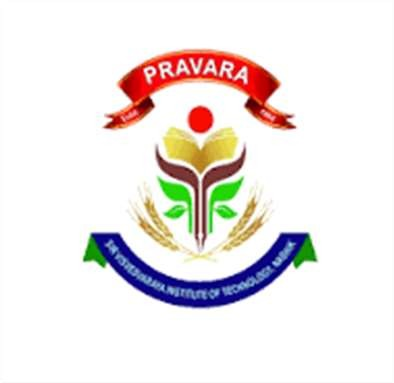 PRAVARA
SIR VISVESVARAYA INSTITUTE OF TECHNOLOGY, NASHIK